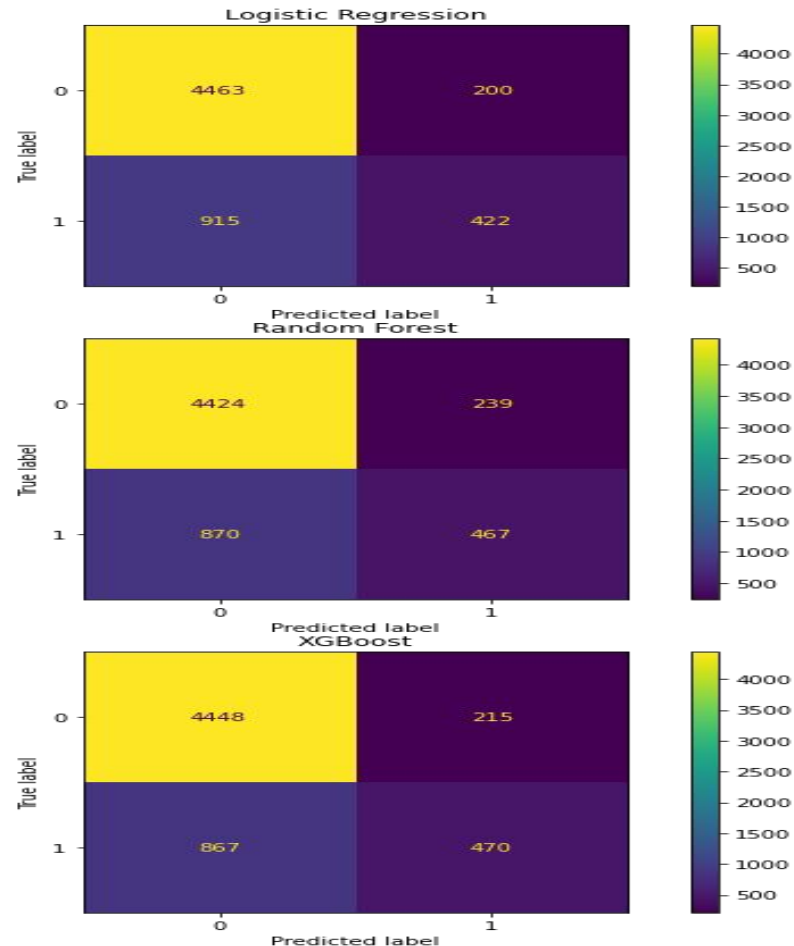 Logistic Regression
0 4463 200
1 915 422
True label
0 1
Predicted label
4000
3500
3000
2500
2000
1500
1000
500
Random Forest
0 4424 239
1 870 467
True label
0 1
Predicted label
4000
3500
3000
2500
2000
1500
1000
500
XGBoost
0 4448 215
1 867 470
True label
0 1
Predicted label
4000
3500
3000
2500
2000
1500
1000
500